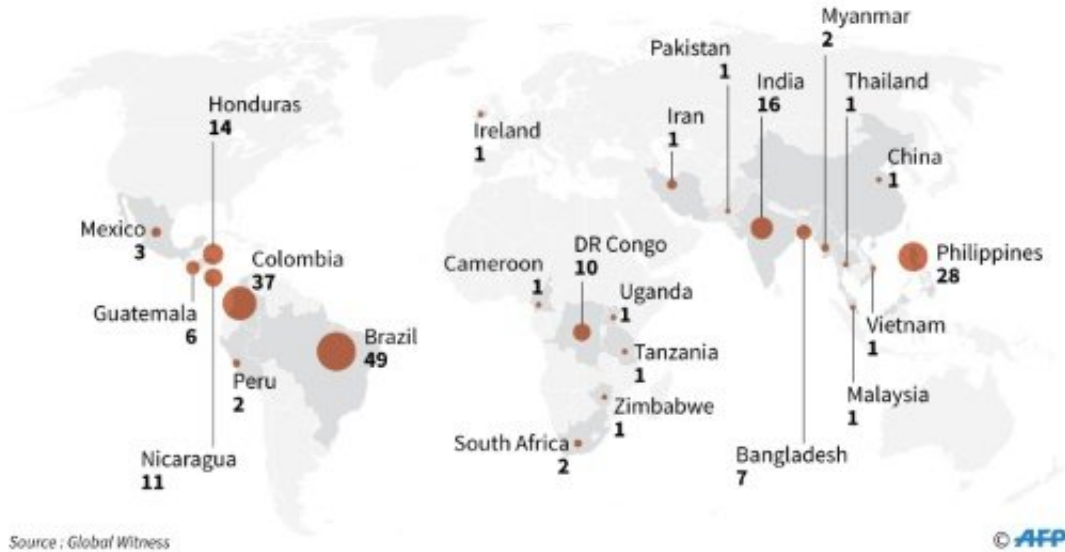 Myanmar
2
Pakistan
1
India
16
Thailand
1
Honduras
14
Ireland
1
Iran
1
China
1
Mexico
3
Colombia
37
DR Congo
10
Philippines
28
Cameroon
1
Uganda
1
Guatemala
6
Brazil
49
Vietnam
1
Tanzania
1
Peru
2
Malaysia
1
Zimbabwe
1
South Africa
2
Nicaragua
11
Bangladesh
7
Source : Global Witness
© AFP